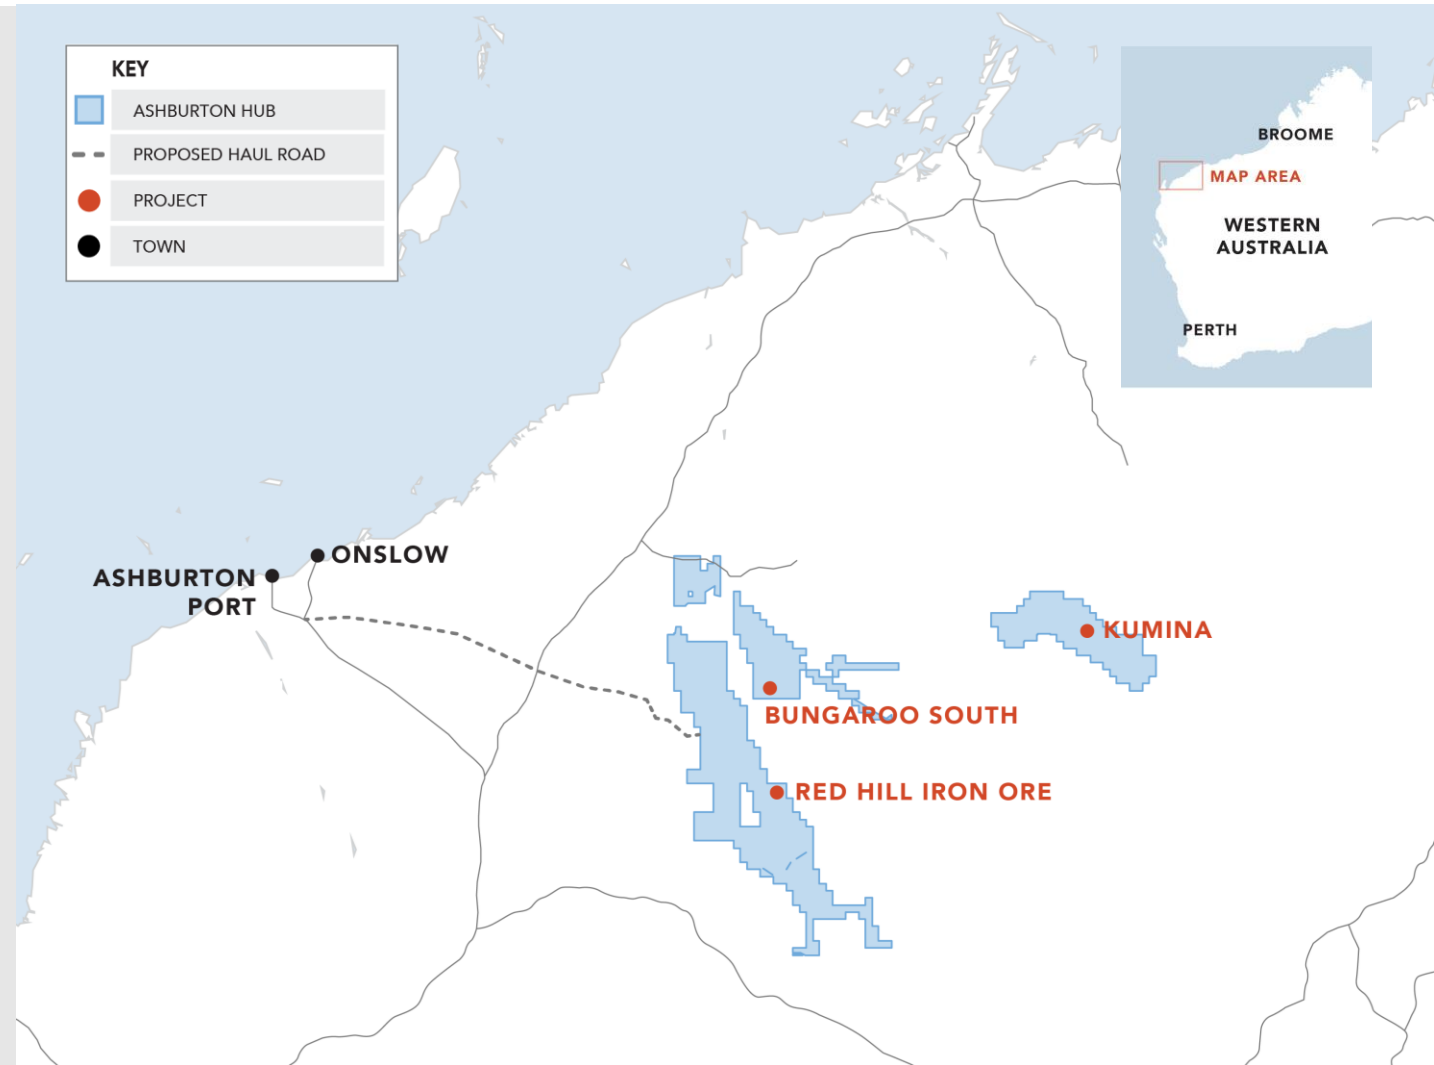 KEY
ASHBURTON HUB
PROPOSED HAUL ROAD
PROJECT
TOWN
BROOME
MAP AREA
WESTERN
AUSTRALIA
PERTH
ONSLOW
ASHBURTON
PORT
KUMINA
BUNGAROO SOUTH
RED HILL IRON ORE